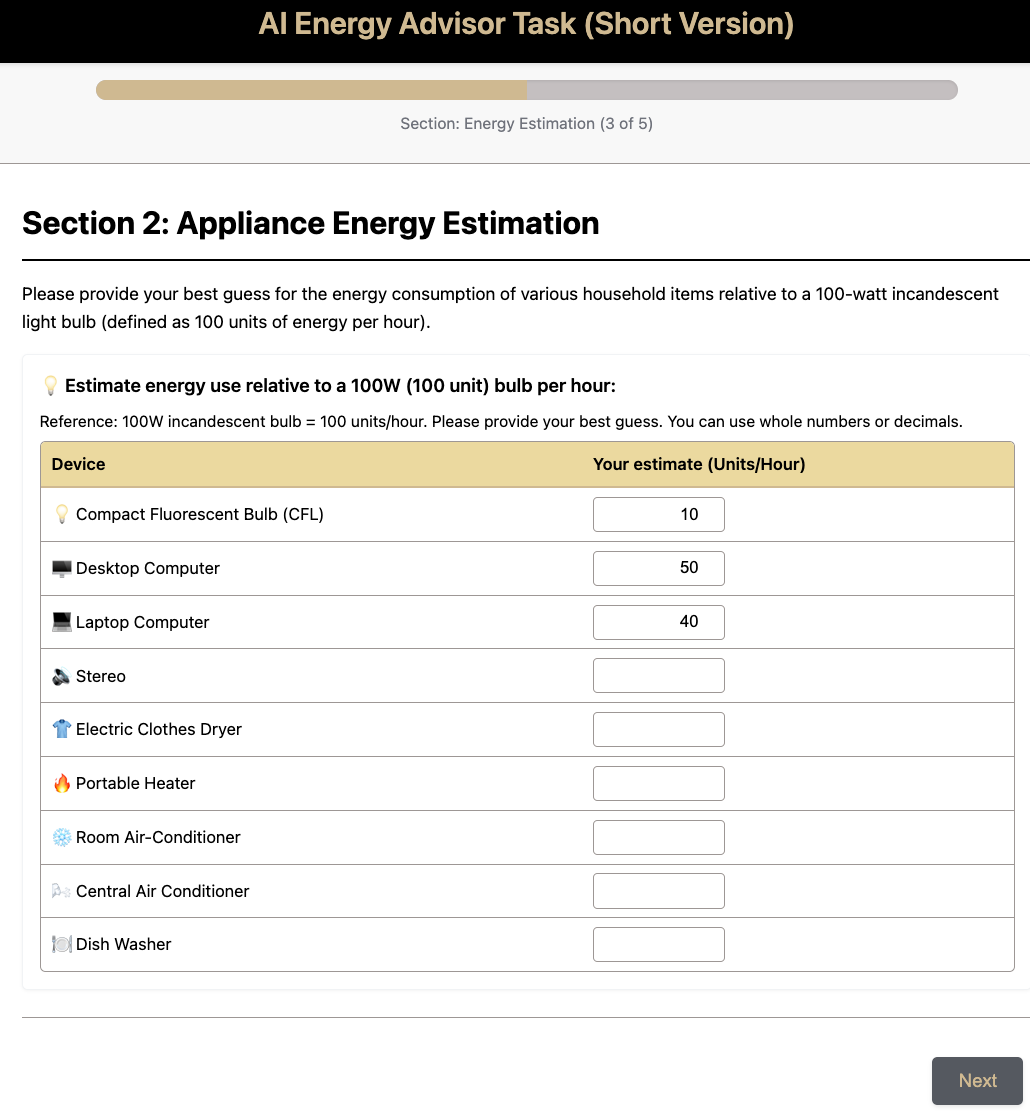 AI Energy Advisor Task (Short Version)
Section: Energy Estimation (3 of 5)
Section 2: Appliance Energy Estimation
Please provide your best guess for the energy consumption of various household items relative to a 100-watt incandescent
light bulb (defined as 100 units of energy per hour).
Estimate energy use relative to a 100W (100 unit) bulb per hour:
Reference: 100W incandescent bulb = 100 units/hour. Please provide your best guess. You can use whole numbers or decimals.
Device Your estimate (Units/Hour)
Compact Fluorescent Bulb (CFL) 10
Desktop Computer 50
Laptop Computer 40
Stereo
Electric Clothes Dryer
Portable Heater
Room Air-Conditioner
Central Air Conditioner
Dish Washer
Next